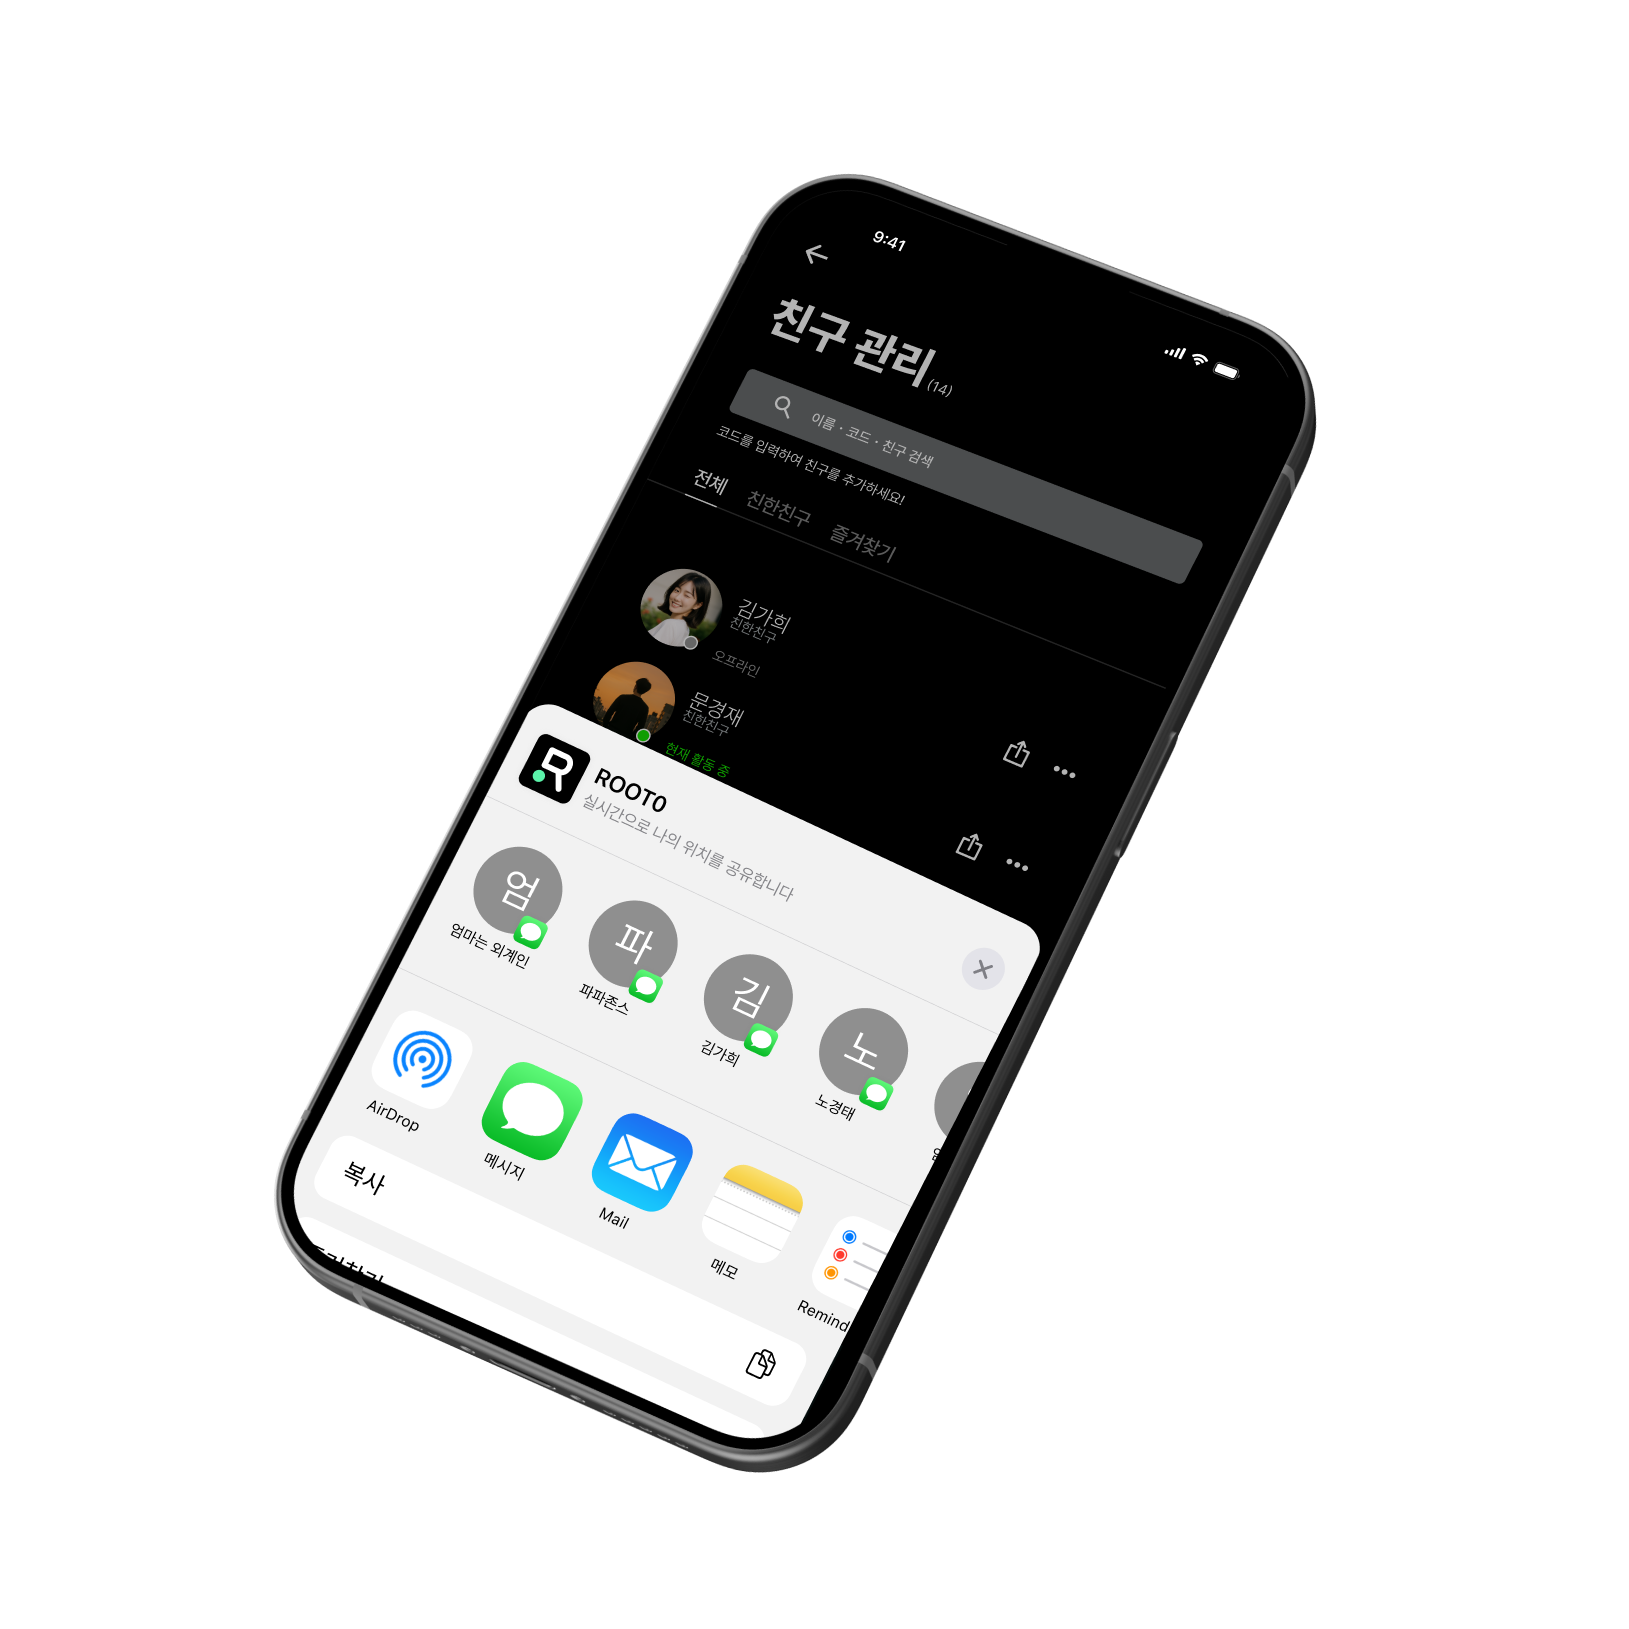 9:41
친구 관리 (14)
이름 · 코드 · 친구 검색
코드를 입력하여 친구를 추가하세요!
전체 친한친구 즐겨찾기
김가희
친한친구
오프라인
문경재
친한친구
현재 활동 중
ROOTO
실시간으로 나의 위치를 공유합니다
엄 파 김 노
엄마는 외계인 파파존스 김가희 노경태
AirDrop 메시지 Mail 메모 Remind
복사